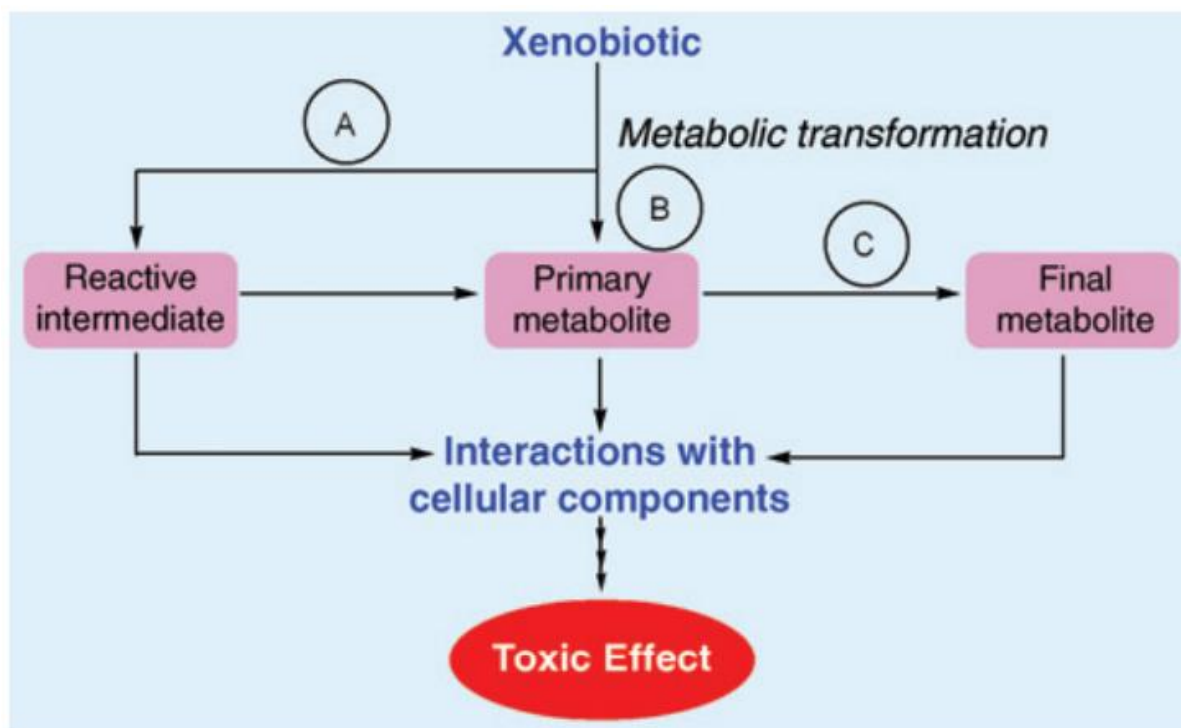 Xenobiotic
A
Metabolic transformation
B
C
Reactive
intermediate
Primary
metabolite
Final
metabolite
Interactions with
cellular components
Toxic Effect